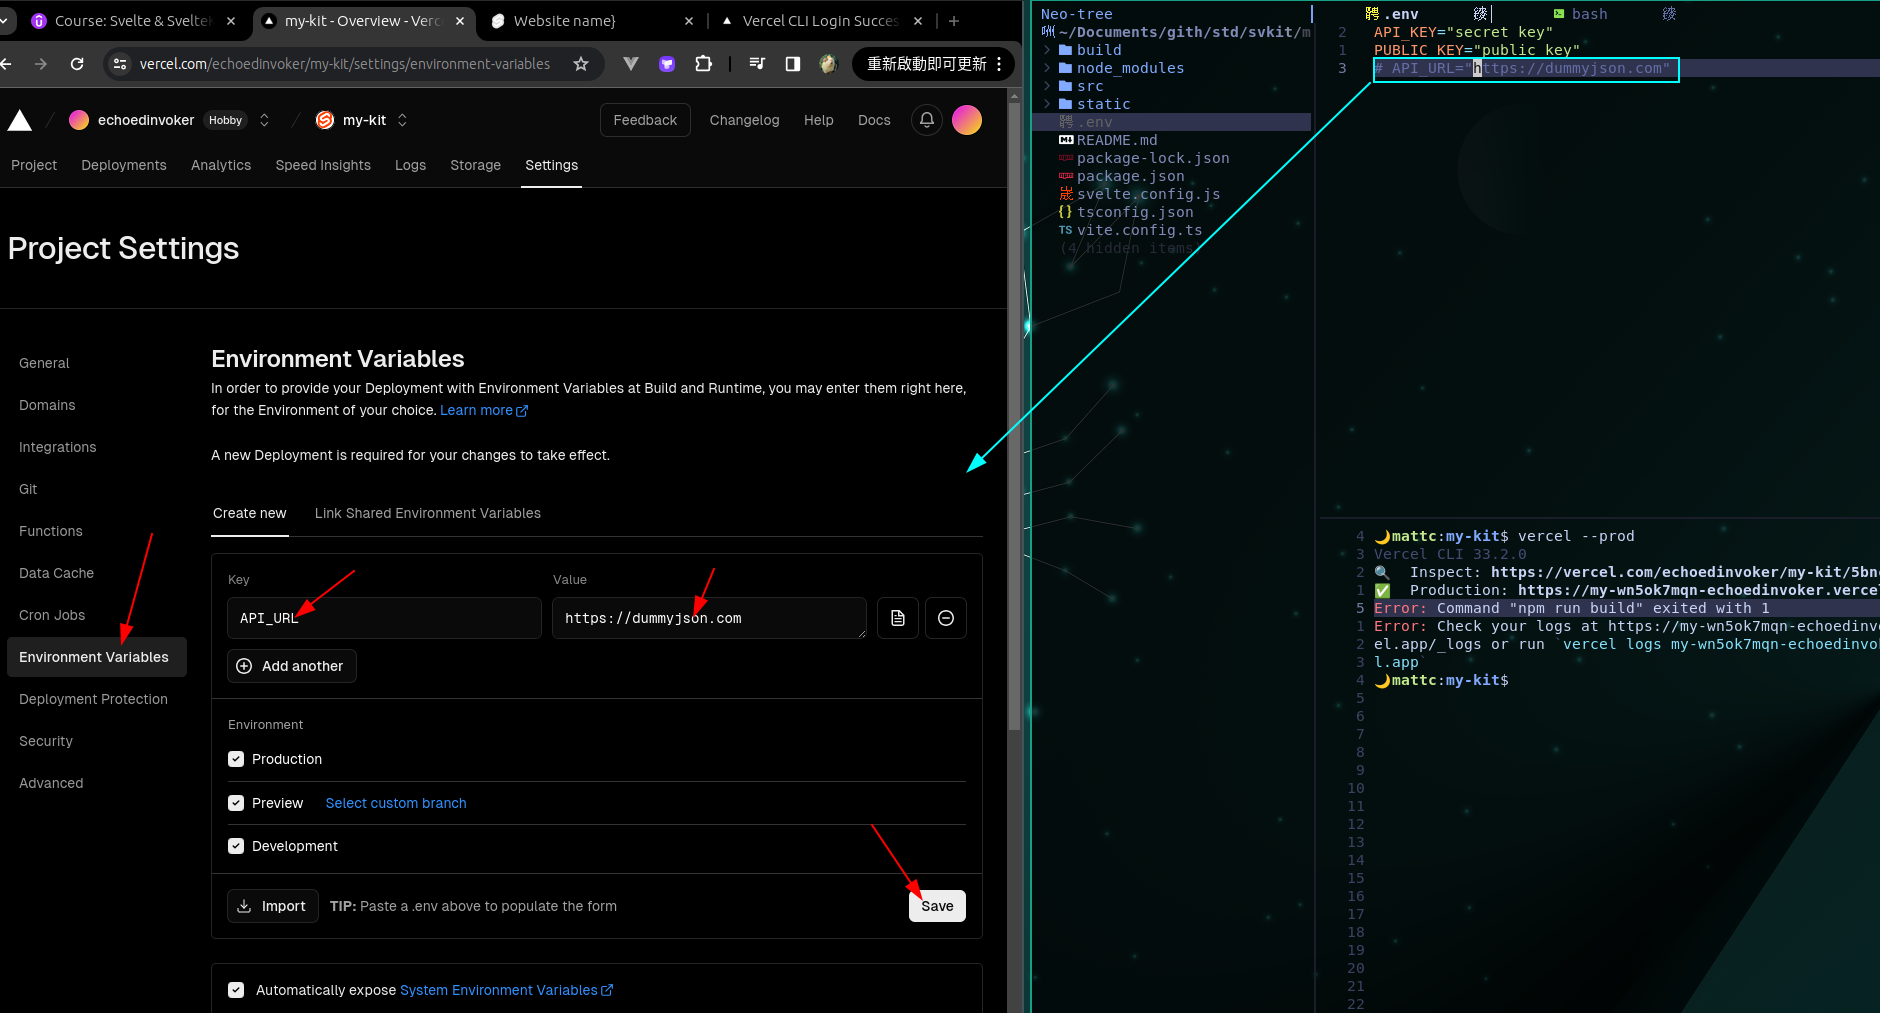 Course: Svelte & Svelte
my-kit - Overview - Verc
Website name}
Vercel CLI Login Succes
vercel.com/echoedinvoker/my-kit/settings/environment-variables
重新啟動即可更新
echoedinvoker
Hobby
my-kit
Feedback
Changelog
Help
Docs
Project
Deployments
Analytics
Speed Insights
Logs
Storage
Settings
Project Settings
General
Domains
Integrations
Git
Functions
Data Cache
Cron Jobs
Environment Variables
Deployment Protection
Security
Advanced
Environment Variables
In order to provide your Deployment with Environment Variables at Build and Runtime, you may enter them right here,
for the Environment of your choice. Learn more
A new Deployment is required for your changes to take effect.
Create new
Link Shared Environment Variables
Key
Value
API_URL
https://dummyjson.com
Add another
Environment
Production
Preview
Select custom branch
Development
Import
TIP: Paste a .env above to populate the form
Save
Automatically expose System Environment Variables
Neo-tree
~/Documents/gith/std/svkit/m
build
node_modules
src
static
.env
README.md
package-lock.json
package.json
svelte.config.js
{} tsconfig.json
TS vite.config.ts
(4 hidden items)
.env
bash
2 API_KEY="secret key"
1 PUBLIC_KEY="public key"
3 # API_URL="https://dummyjson.com"
4 mattc:my-kit$ vercel --prod
3 Vercel CLI 33.2.0
2 Inspect: https://vercel.com/echoedinvoker/my-kit/5bn
1 Production: https://my-wn5ok7mqn-echoedinvoker.verce
5 Error: Command "npm run build" exited with 1
1 Error: Check your logs at https://my-wn5ok7mqn-echoedinv
2 el.app/_logs or run `vercel logs my-wn5ok7mqn-echoedinvo
3 l.app`
4 mattc:my-kit$
5
6
7
8
9
10
11
12
13
14
15
16
17
18
19
20
21
22